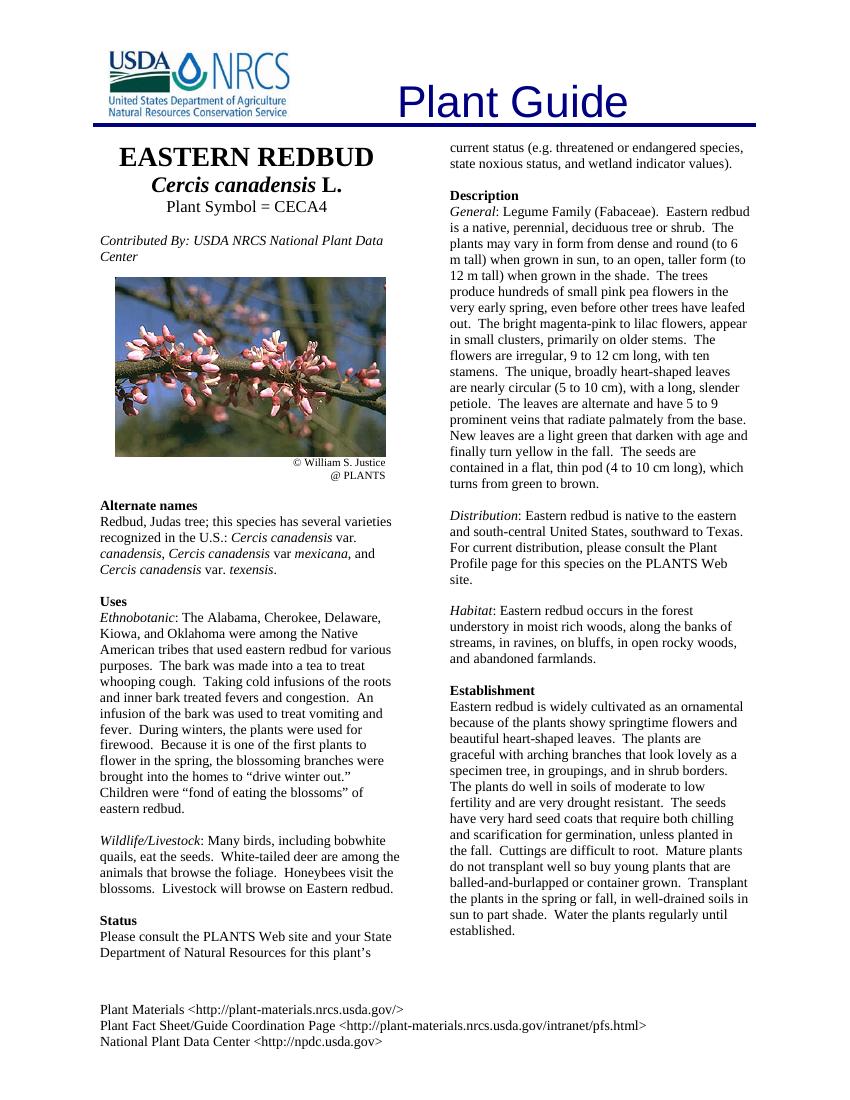 USDA NRCS
United States Department of Agriculture
Natural Resources Conservation Service
Plant Guide
EASTERN REDBUD
Cercis canadensis L.
Plant Symbol = CECA4
Contributed By: USDA NRCS National Plant Data
Center
© William S. Justice
@ PLANTS
Alternate names
Redbud, Judas tree; this species has several varieties
recognized in the U.S.: Cercis canadensis var.
canadensis, Cercis canadensis var mexicana, and
Cercis canadensis var. texensis.
Uses
Ethnobotanic: The Alabama, Cherokee, Delaware,
Kiowa, and Oklahoma were among the Native
American tribes that used eastern redbud for various
purposes. The bark was made into a tea to treat
whooping cough. Taking cold infusions of the roots
and inner bark treated fevers and congestion. An
infusion of the bark was used to treat vomiting and
fever. During winters, the plants were used for
firewood. Because it is one of the first plants to
flower in the spring, the blossoming branches were
brought into the homes to “drive winter out.”
Children were “fond of eating the blossoms” of
eastern redbud.
Wildlife/Livestock: Many birds, including bobwhite
quails, eat the seeds. White-tailed deer are among the
animals that browse the foliage. Honeybees visit the
blossoms. Livestock will browse on Eastern redbud.
Status
Please consult the PLANTS Web site and your State
Department of Natural Resources for this plant’s
current status (e.g. threatened or endangered species,
state noxious status, and wetland indicator values).
Description
General: Legume Family (Fabaceae). Eastern redbud
is a native, perennial, deciduous tree or shrub. The
plants may vary in form from dense and round (to 6
m tall) when grown in sun, to an open, taller form (to
12 m tall) when grown in the shade. The trees
produce hundreds of small pink pea flowers in the
very early spring, even before other trees have leafed
out. The bright magenta-pink to lilac flowers, appear
in small clusters, primarily on older stems. The
flowers are irregular, 9 to 12 cm long, with ten
stamens. The unique, broadly heart-shaped leaves
are nearly circular (5 to 10 cm), with a long, slender
petiole. The leaves are alternate and have 5 to 9
prominent veins that radiate palmately from the base.
New leaves are a light green that darken with age and
finally turn yellow in the fall. The seeds are
contained in a flat, thin pod (4 to 10 cm long), which
turns from green to brown.
Distribution: Eastern redbud is native to the eastern
and south-central United States, southward to Texas.
For current distribution, please consult the Plant
Profile page for this species on the PLANTS Web
site.
Habitat: Eastern redbud occurs in the forest
understory in moist rich woods, along the banks of
streams, in ravines, on bluffs, in open rocky woods,
and abandoned farmlands.
Establishment
Eastern redbud is widely cultivated as an ornamental
because of the plants showy springtime flowers and
beautiful heart-shaped leaves. The plants are
graceful with arching branches that look lovely as a
specimen tree, in groupings, and in shrub borders.
The plants do well in soils of moderate to low
fertility and are very drought resistant. The seeds
have very hard seed coats that require both chilling
and scarification for germination, unless planted in
the fall. Cuttings are difficult to root. Mature plants
do not transplant well so buy young plants that are
balled-and-burlapped or container grown. Transplant
the plants in the spring or fall, in well-drained soils in
sun to part shade. Water the plants regularly until
established.
Plant Materials <http://plant-materials.nrcs.usda.gov/>
Plant Fact Sheet/Guide Coordination Page <http://plant-materials.nrcs.usda.gov/intranet/pfs.html>
National Plant Data Center <http://npdc.usda.gov>